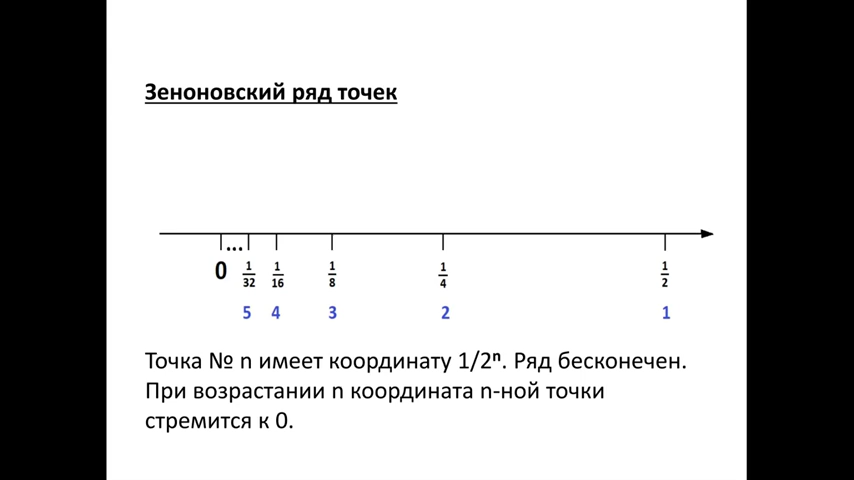 Зеноновский ряд точек
...
0 1/32 1/16 1/8 1/4 1/2
5 4 3 2 1
Точка № n имеет координату 1/2ⁿ. Ряд бесконечен.
При возрастании n координата n-ной точки
стремится к 0.